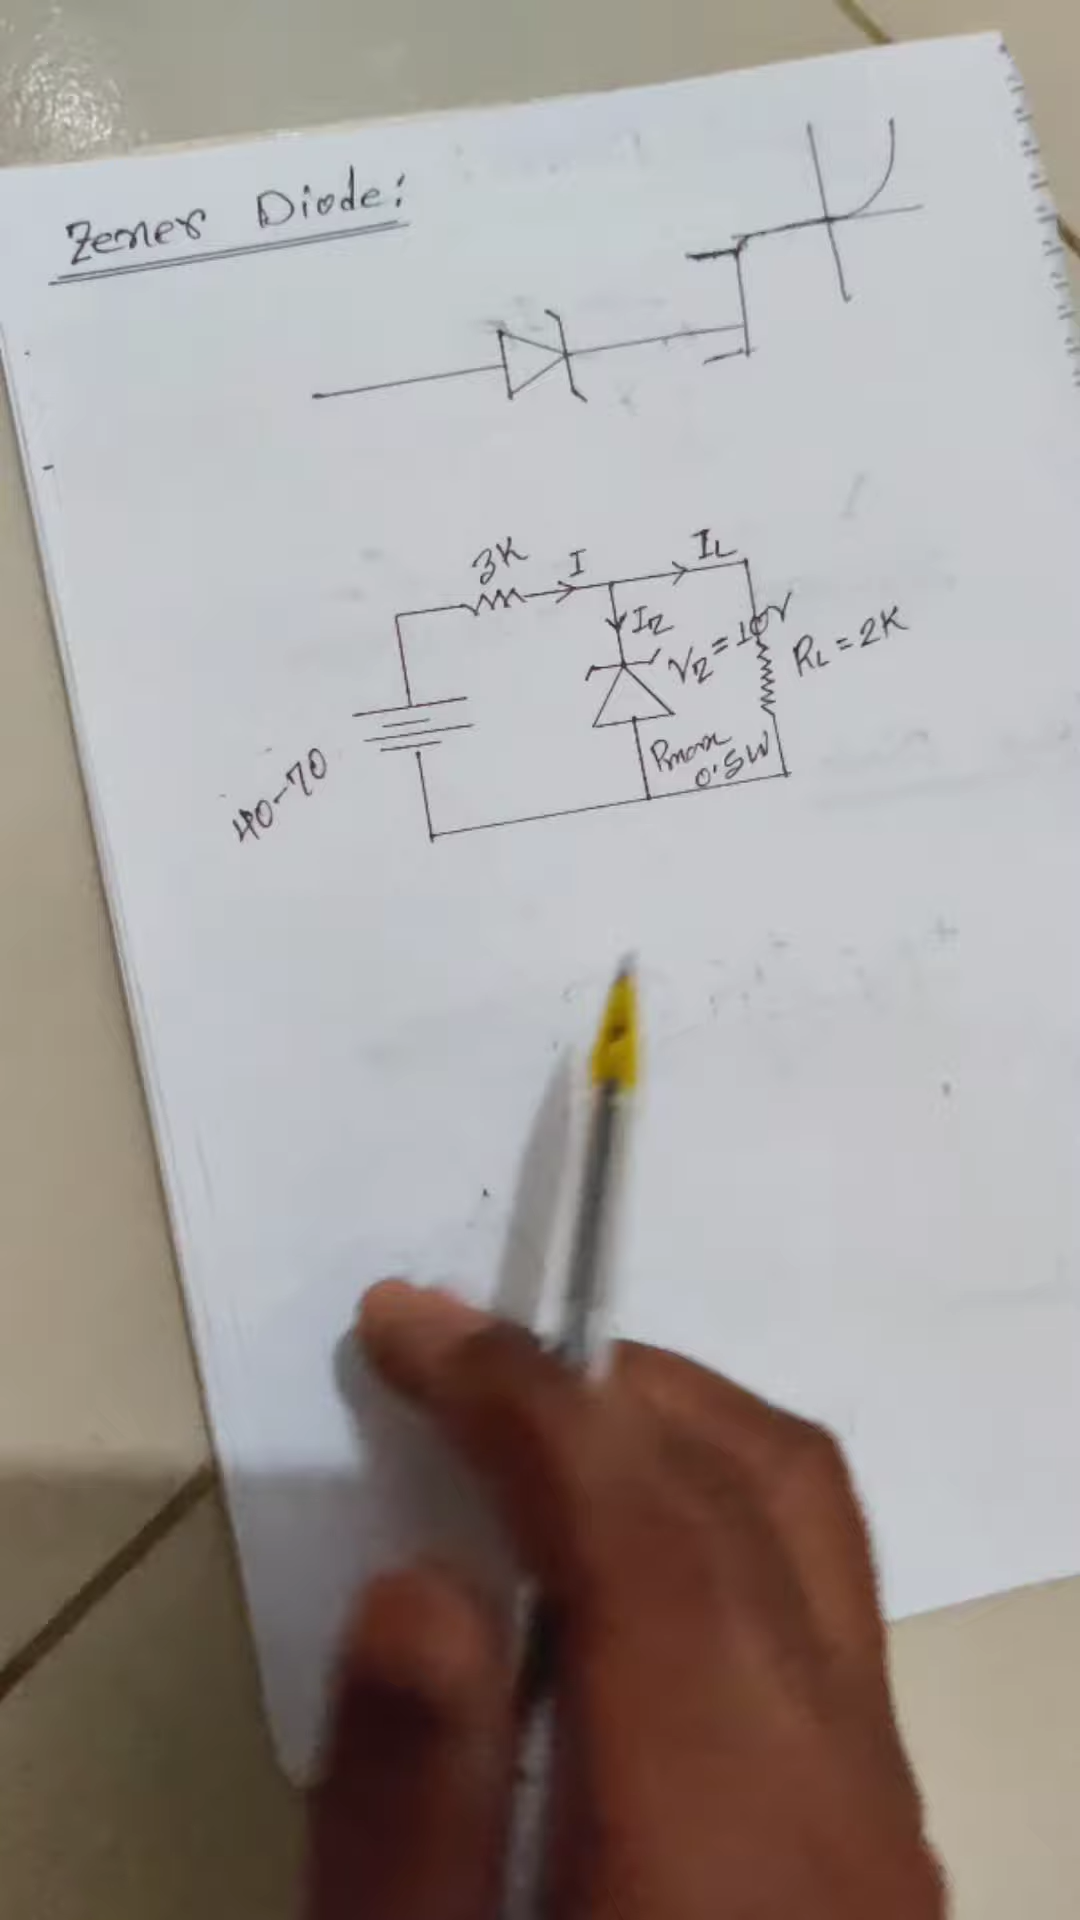 Zener Diode:
3K
I
IL
IZ
VZ = 10V
RL = 2K
Pmax
0.5W
40-70